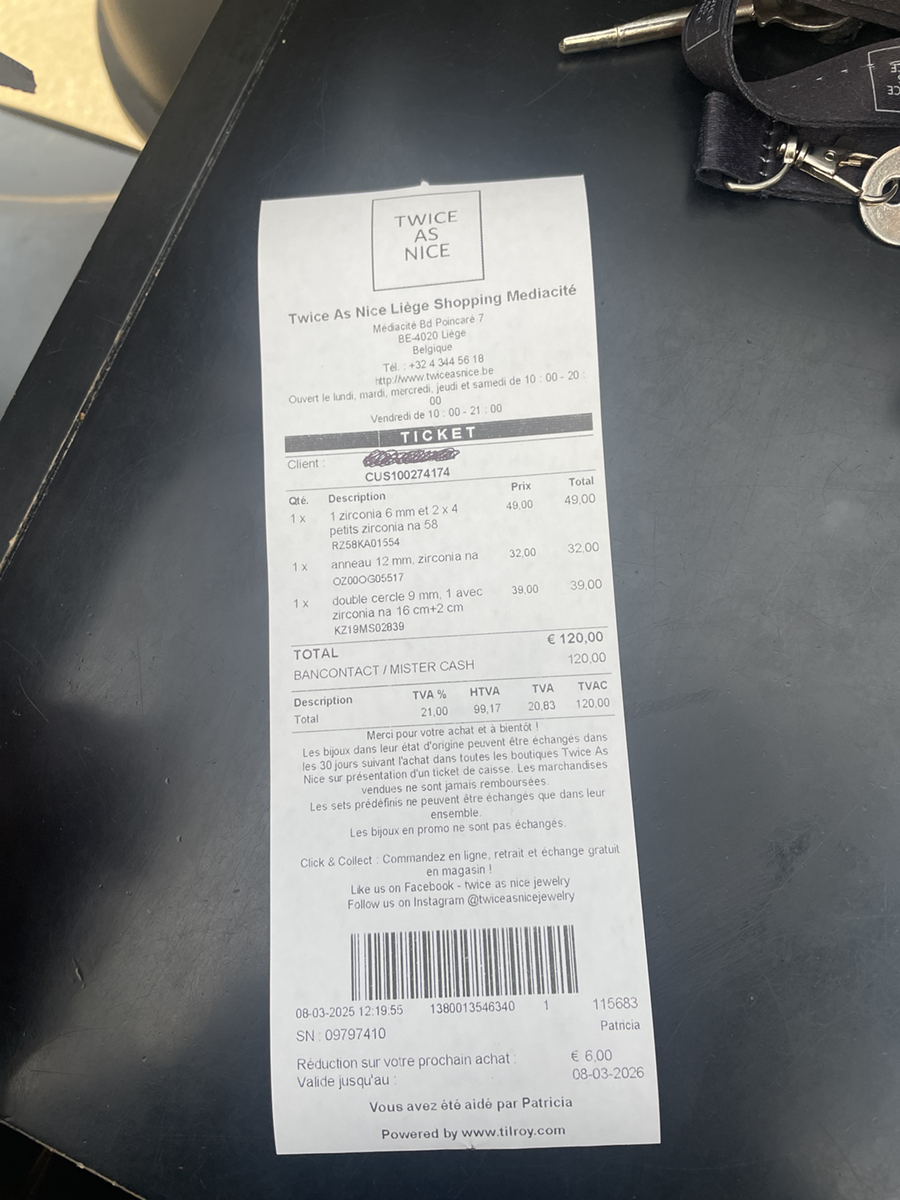 TWICE
AS
NICE
Twice As Nice Liège Shopping Mediacité
Médiacité Bd Poincaré 7
BE-4020 Liège
Belgique
Tél. : +32 4 344 56 18
http://www.twiceasnice.be
Ouvert le lundi, mardi, mercredi, jeudi et samedi de 10 : 00 - 20 :
00
Vendredi de 10 : 00 - 21 : 00
TICKET
Client :
CUS100274174
Qté. Description Prix Total
1 x 1 zirconia 6 mm et 2 x 4 49,00 49,00
petits zirconia na 58
RZ58KA01554
1 x anneau 12 mm, zirconia na 32,00 32,00
OZ00OG05517
1 x double cercle 9 mm, 1 avec 39,00 39,00
zirconia na 16 cm+2 cm
KZ19MS02839
TOTAL € 120,00
BANCONTACT / MISTER CASH 120,00
Description TVA % HTVA TVA TVAC
Total 21,00 99,17 20,83 120,00
Merci pour votre achat et à bientôt !
Les bijoux dans leur état d'origine peuvent être échangés dans
les 30 jours suivant l'achat dans toutes les boutiques Twice As
Nice sur présentation d'un ticket de caisse. Les marchandises
vendues ne sont jamais remboursées.
Les sets prédéfinis ne peuvent être échangés que dans leur
ensemble.
Les bijoux en promo ne sont pas échangés.
Click & Collect : Commandez en ligne, retrait et échange gratuit
en magasin !
Like us on Facebook - twice as nice jewelry
Follow us on Instagram @twiceasnicejewelry
08-03-2025 12:19:55 1380013546340 1 115683
SN : 09797410 Patricia
Réduction sur votre prochain achat : € 6,00
Valide jusqu'au : 08-03-2026
Vous avez été aidé par Patricia
Powered by www.tilroy.com